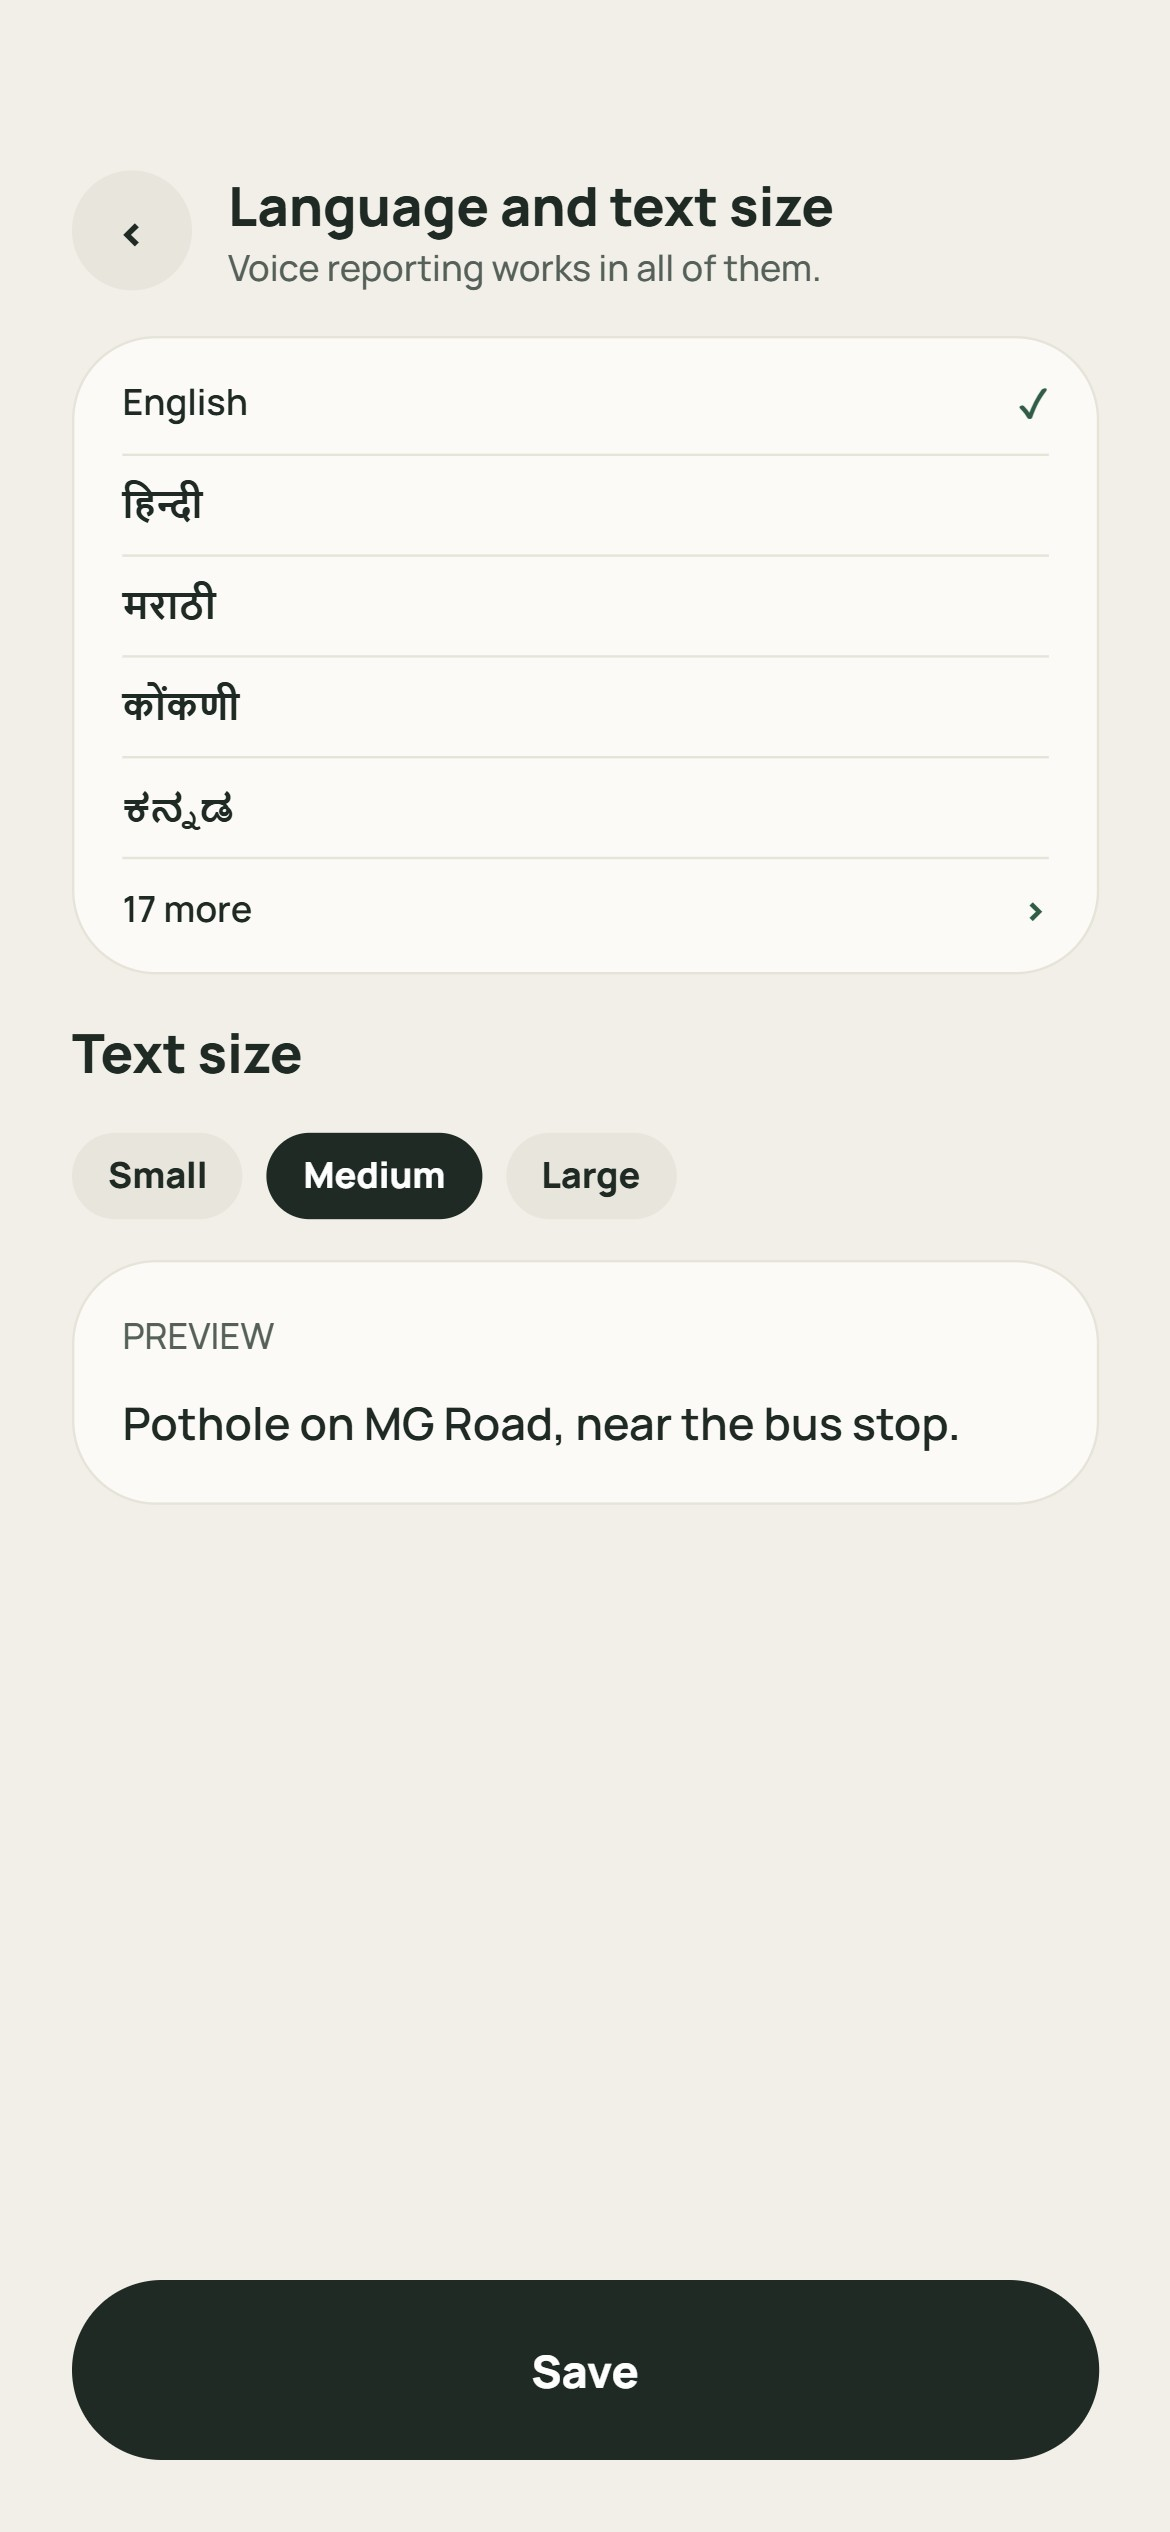 Language and text size
Voice reporting works in all of them.
English
हिन्दी
मराठी
कोंकणी
ಕನ್ನಡ
17 more
Text size
Small Medium Large
PREVIEW
Pothole on MG Road, near the bus stop.
Save